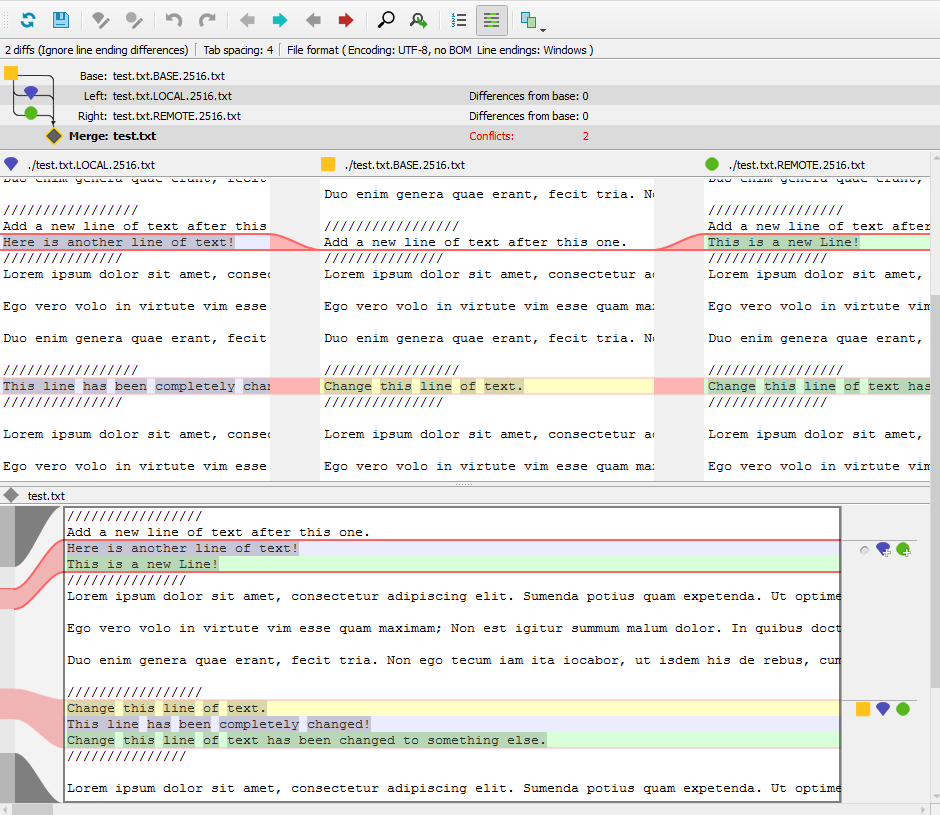 2 diffs (Ignore line ending differences) Tab spacing: 4 File format ( Encoding: UTF-8, no BOM Line endings: Windows )
Base: test.txt.BASE.2516.txt
Left: test.txt.LOCAL.2516.txt Differences from base: 0
Right: test.txt.REMOTE.2516.txt Differences from base: 0
Merge: test.txt Conflicts: 2
./test.txt.LOCAL.2516.txt
Duo enim genera quae erant, fecit
/////////////////
Add a new line of text after this
Here is another line of text!
///////////////
Lorem ipsum dolor sit amet, consec
Ego vero volo in virtute vim esse
Duo enim genera quae erant, fecit
/////////////////
This line has been completely chan
///////////////
Lorem ipsum dolor sit amet, consec
Ego vero volo in virtute vim esse
./test.txt.BASE.2516.txt
Duo enim genera quae erant, fecit tria. No
/////////////////
Add a new line of text after this one.
///////////////
Lorem ipsum dolor sit amet, consectetur ad
Ego vero volo in virtute vim esse quam max
Duo enim genera quae erant, fecit tria. No
/////////////////
Change this line of text.
///////////////
Lorem ipsum dolor sit amet, consectetur ad
Ego vero volo in virtute vim esse quam max
./test.txt.REMOTE.2516.txt
Duo enim genera quae erant,
/////////////////
Add a new line of text after
This is a new Line!
///////////////
Lorem ipsum dolor sit amet,
Ego vero volo in virtute vim
Duo enim genera quae erant,
/////////////////
Change this line of text has
///////////////
Lorem ipsum dolor sit amet,
Ego vero volo in virtute vim
test.txt
/////////////////
Add a new line of text after this one.
Here is another line of text!
This is a new Line!
///////////////
Lorem ipsum dolor sit amet, consectetur adipiscing elit. Sumenda potius quam expetenda. Ut optime
Ego vero volo in virtute vim esse quam maximam; Non est igitur summum malum dolor. In quibus doct
Duo enim genera quae erant, fecit tria. Non ego tecum iam ita iocabor, ut isdem his de rebus, cum
/////////////////
Change this line of text.
This line has been completely changed!
Change this line of text has been changed to something else.
///////////////
Lorem ipsum dolor sit amet, consectetur adipiscing elit. Sumenda potius quam expetenda. Ut optime